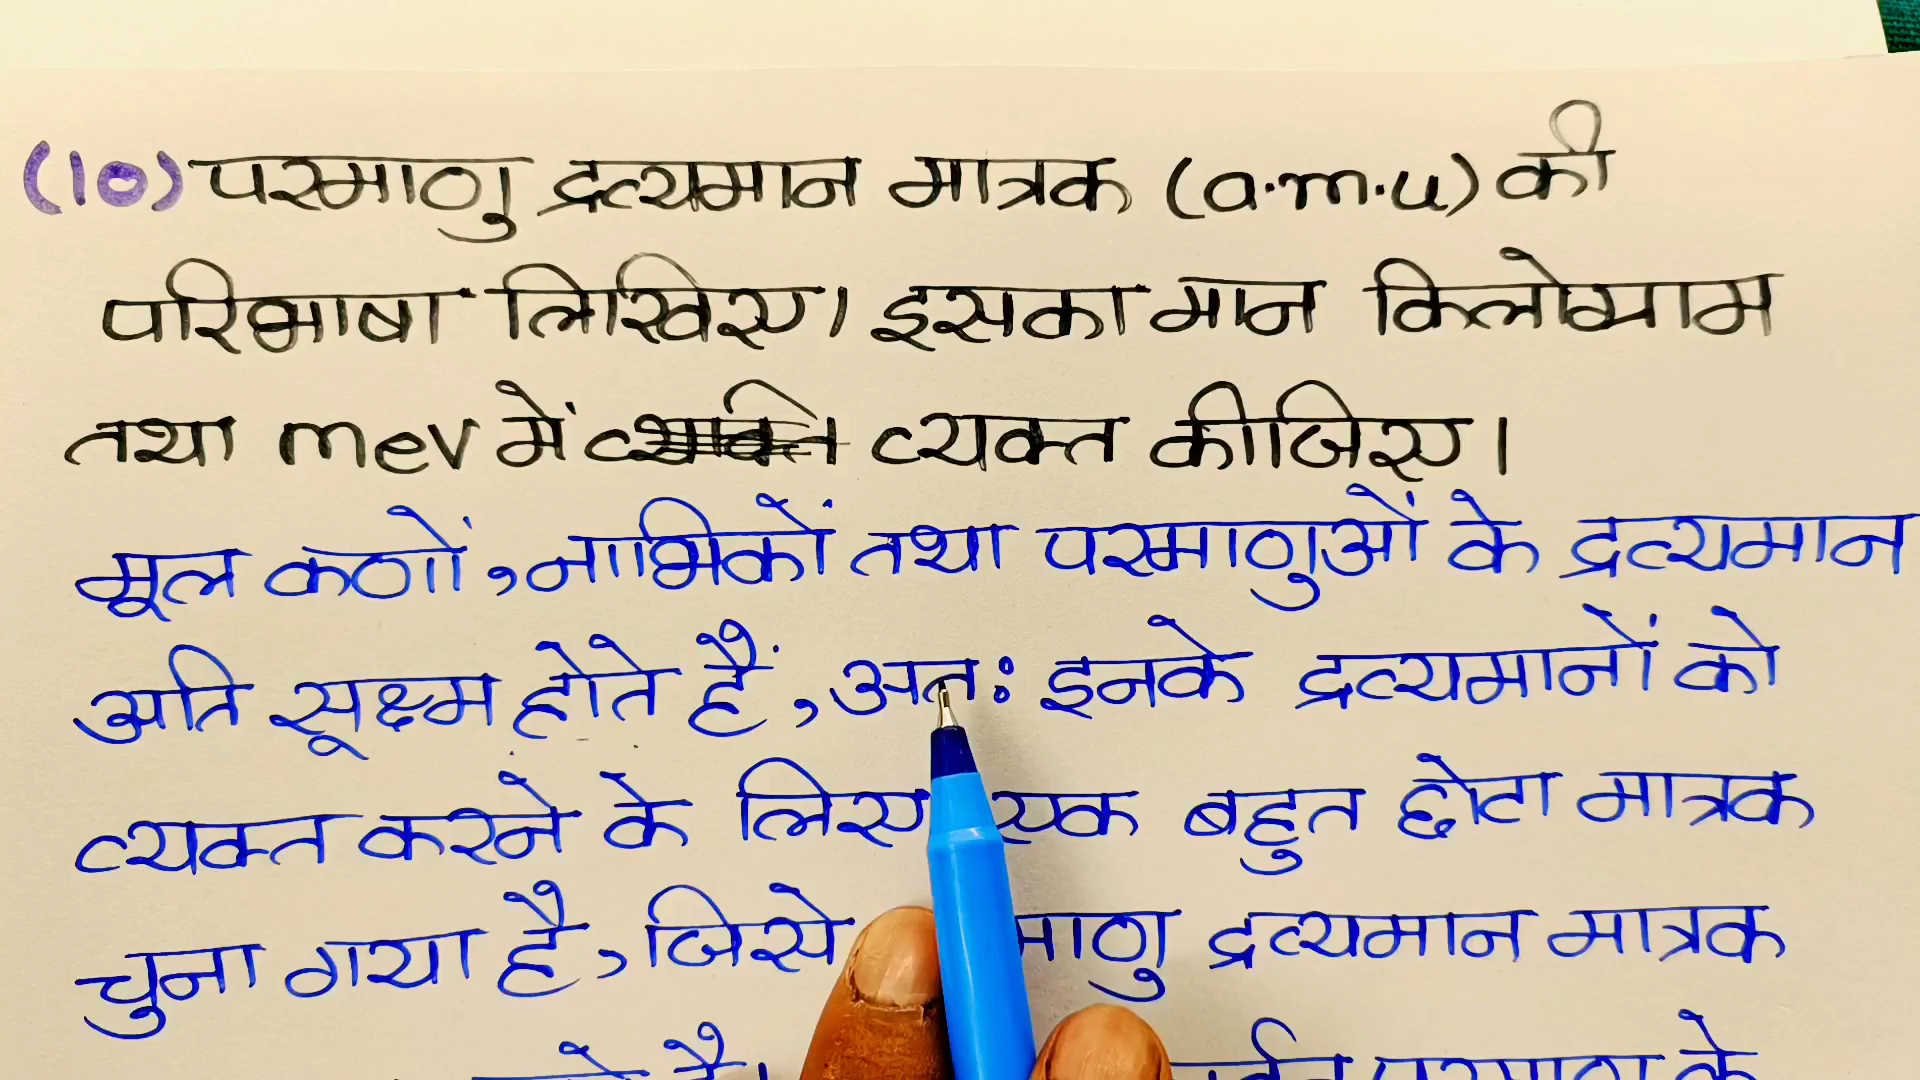 (10) परमाणु द्रव्यमान मात्रक (a.m.u) की
परिभाषा लिखिए। इसका मान किलोग्राम
तथा mev में व्यक्त कीजिए।
मूल कणों, नाभिकों तथा परमाणुओं के द्रव्यमान
अति सूक्ष्म होते हैं, अतः इनके द्रव्यमानों को
व्यक्त करने के लिए एक बहुत छोटा मात्रक
चुना गया है, जिसे द्रव्यमान मात्रक
है। परमाणु के